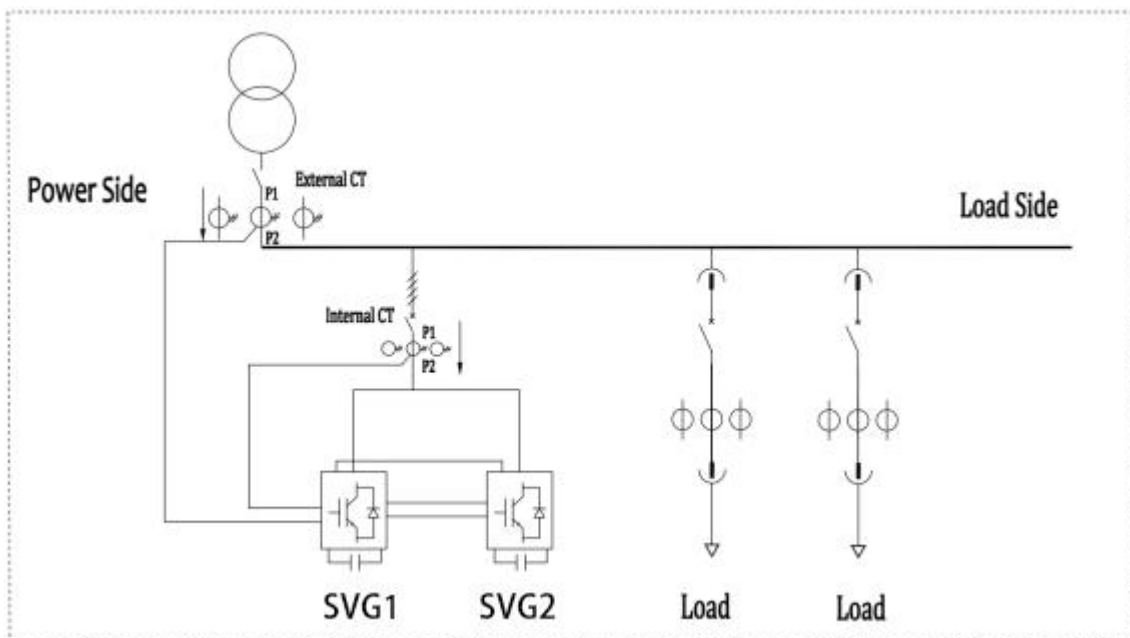 External CT
P1
Power Side
Load Side
P2
Internal CT
P1
P2
SVG1
SVG2
Load
Load